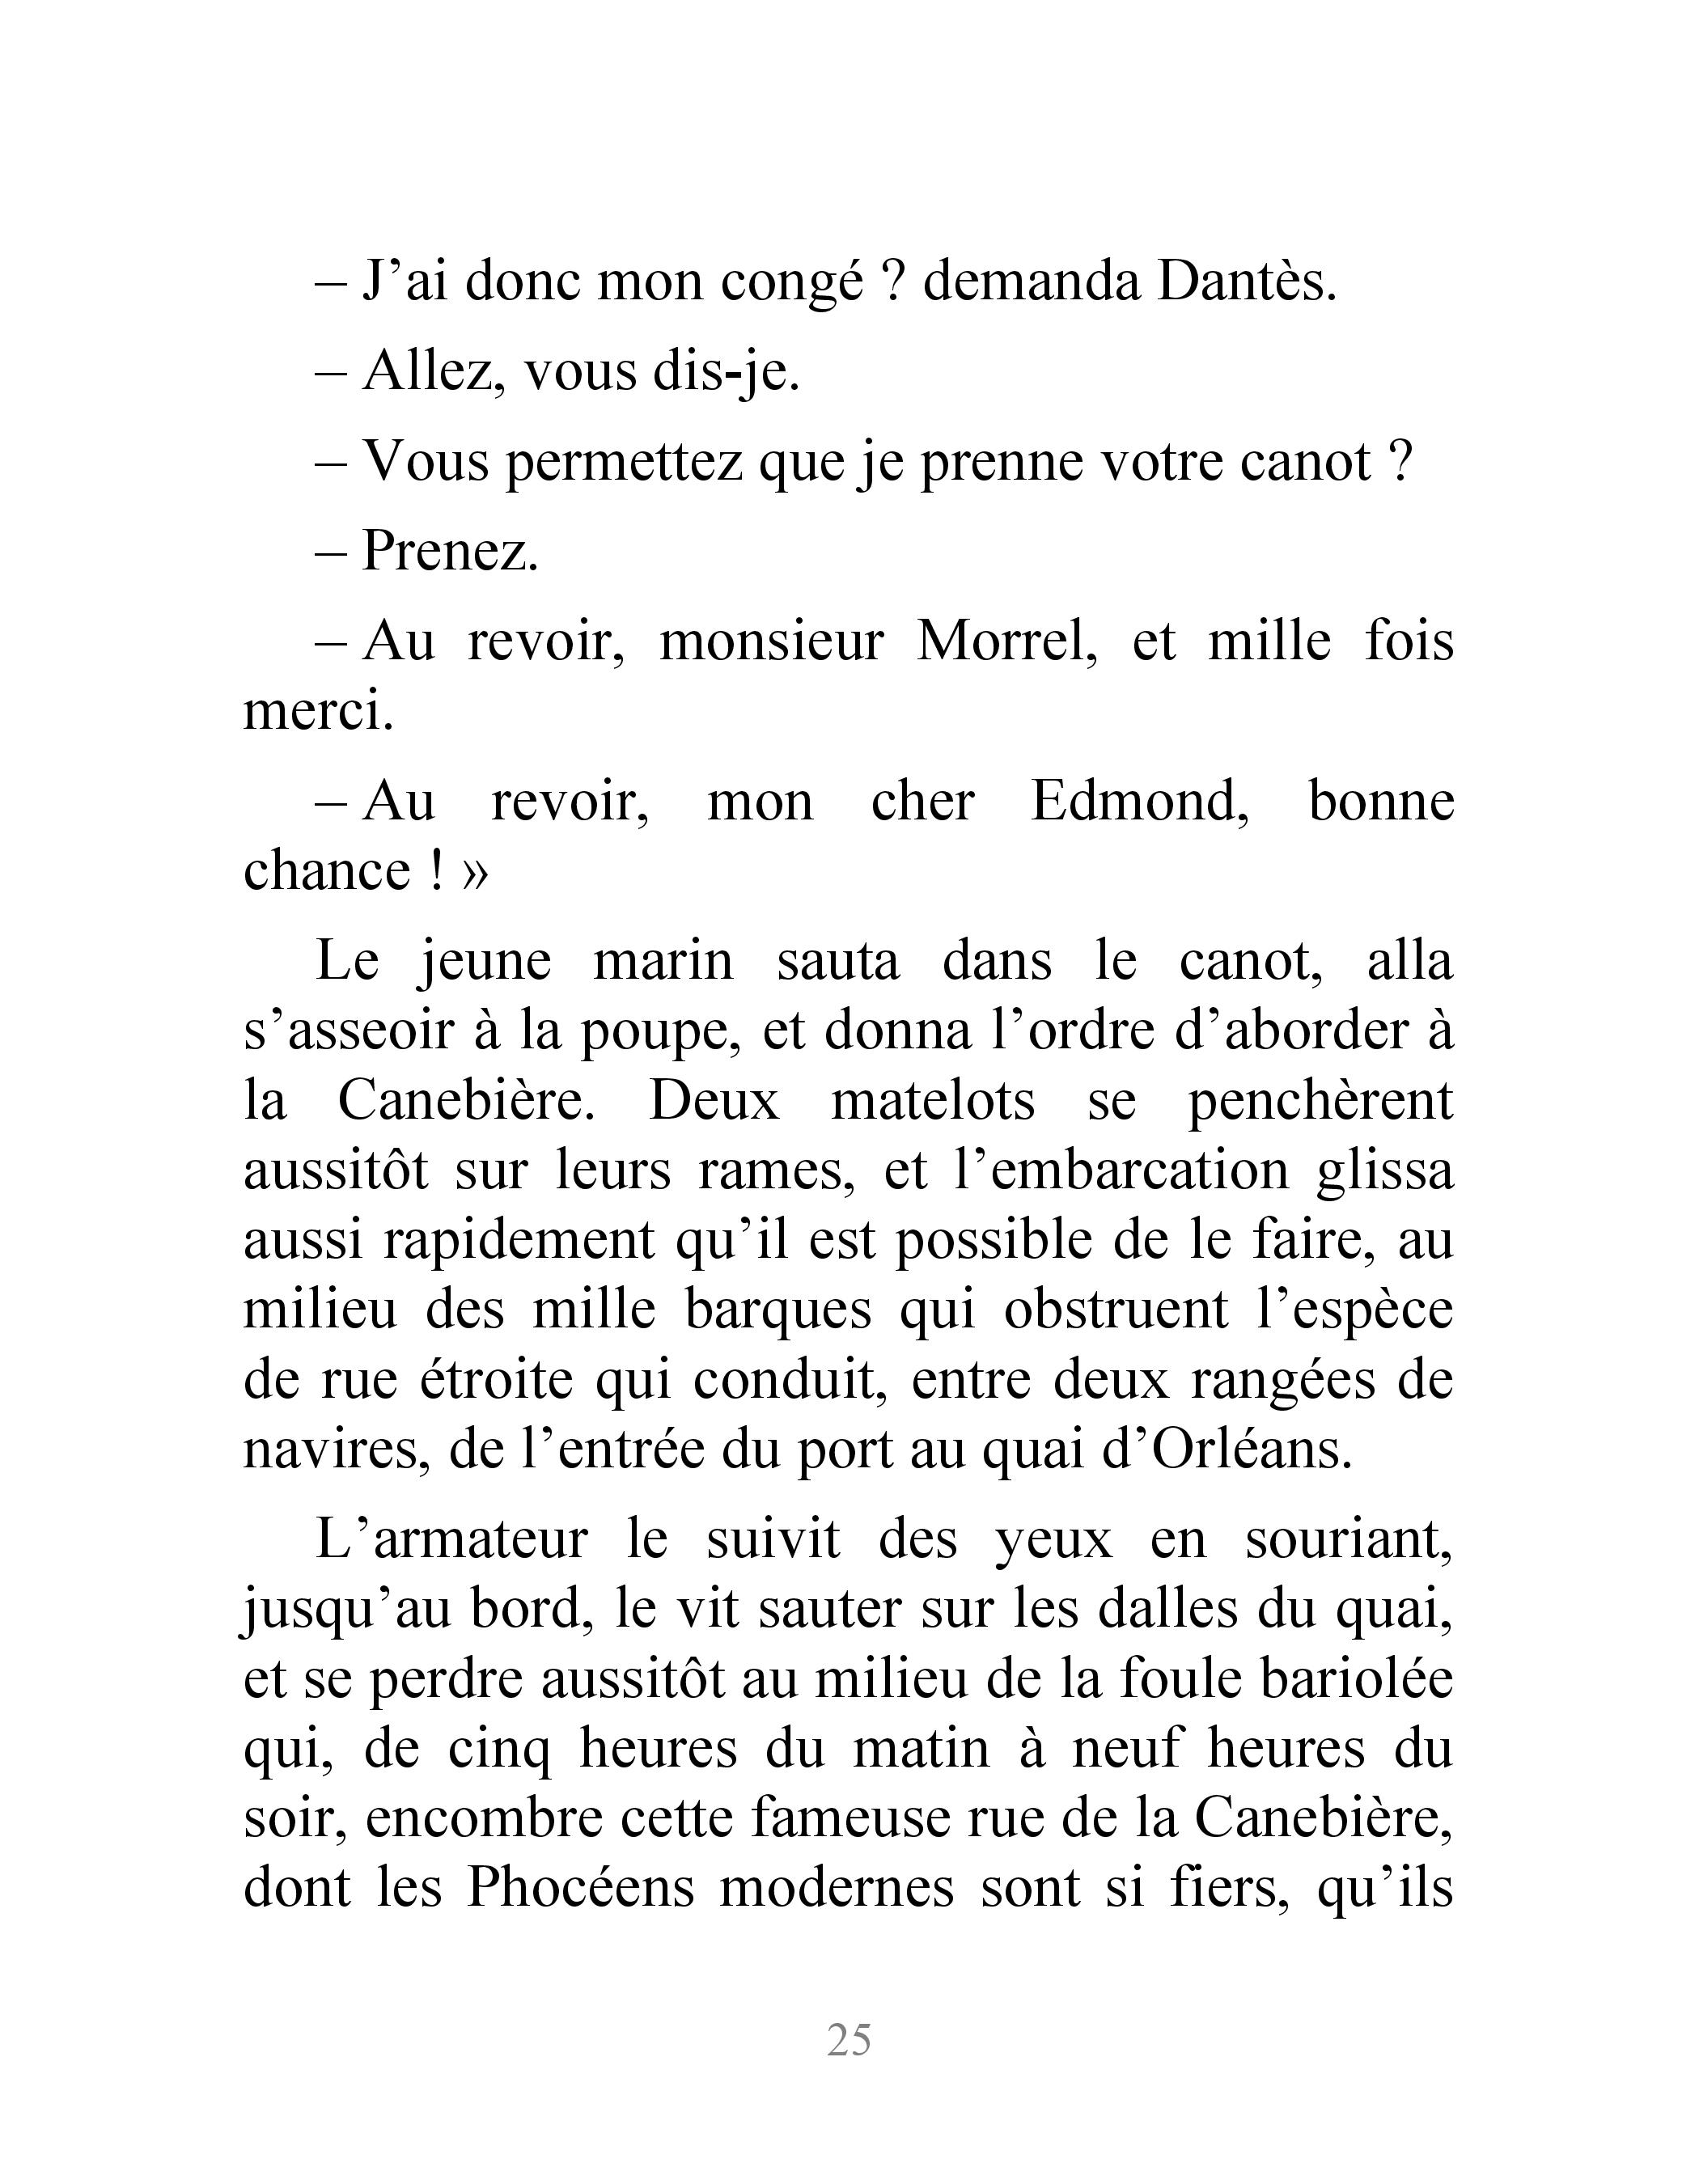 – J’ai donc mon congé ? demanda Dantès.
– Allez, vous dis-je.
– Vous permettez que je prenne votre canot ?
– Prenez.
– Au revoir, monsieur Morrel, et mille fois
merci.
– Au revoir, mon cher Edmond, bonne
chance ! »
Le jeune marin sauta dans le canot, alla
s’asseoir à la poupe, et donna l’ordre d’aborder à
la Canebière. Deux matelots se penchèrent
aussitôt sur leurs rames, et l’embarcation glissa
aussi rapidement qu’il est possible de le faire, au
milieu des mille barques qui obstruent l’espèce
de rue étroite qui conduit, entre deux rangées de
navires, de l’entrée du port au quai d’Orléans.
L’armateur le suivit des yeux en souriant,
jusqu’au bord, le vit sauter sur les dalles du quai,
et se perdre aussitôt au milieu de la foule bariolée
qui, de cinq heures du matin à neuf heures du
soir, encombre cette fameuse rue de la Canebière,
dont les Phocéens modernes sont si fiers, qu’ils
25